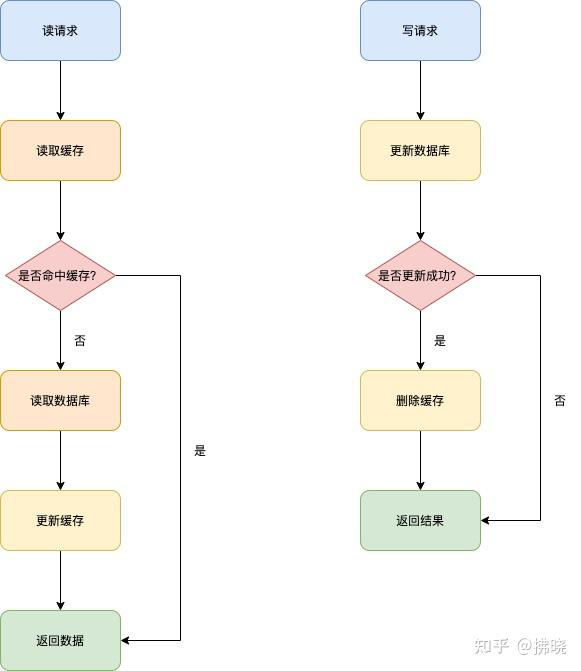 读请求
读取缓存
是否命中缓存?
否
读取数据库
是
更新缓存
返回数据
写请求
更新数据库
是否更新成功?
是
删除缓存
否
返回结果
知乎 @拂晓